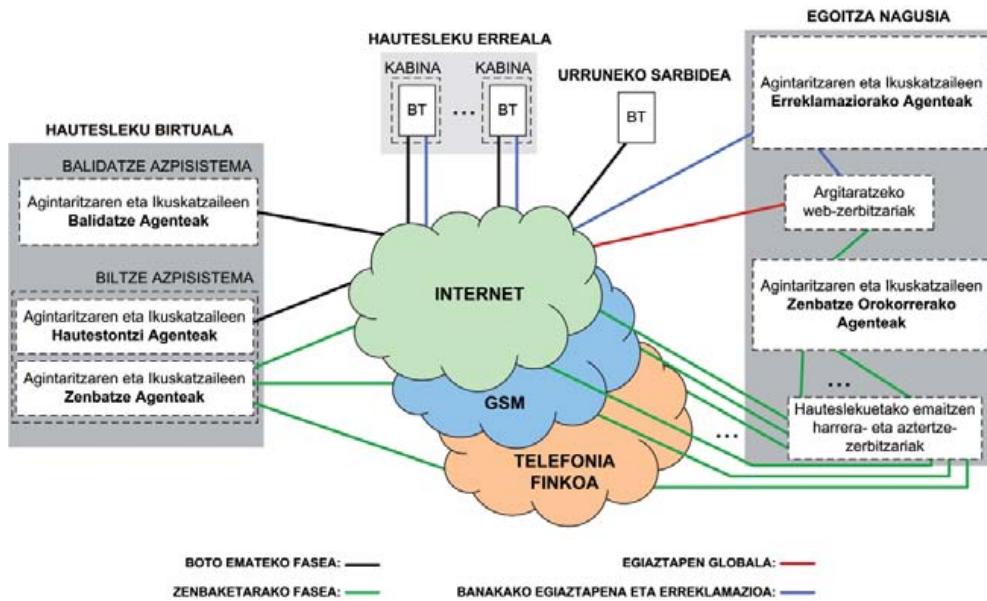 EGOITZA NAGUSIA
HAUTESLEKU ERREALA
KABINA
KABINA
URRUNEKO SARBIDEA
BT
...
BT
BT
Agintaritzaren eta Ikuskatzaileen
Erreklamaziorako Agenteak
HAUTESLEKU BIRTUALA
BALIDATZE AZPISISTEMA
Agintaritzaren eta Ikuskatzaileen
Balidatze Agenteak
Argitaratzeko
web-zerbitzariak
BILTZE AZPISISTEMA
Agintaritzaren eta Ikuskatzaileen
Hautestontzi Agenteak
Agintaritzaren eta Ikuskatzaileen
Zenbatze Agenteak
INTERNET
GSM
TELEFONIA
FINKOA
Agintaritzaren eta Ikuskatzaileen
Zenbatze Orokorrerako
Agenteak
...
Hauteslekuetako emaitzen
harrera- eta aztertze-
zerbitzariak
...
BOTO EMATEKO FASEA:
EGIAZTAPEN GLOBALA:
ZENBAKETARAKO FASEA:
BANAKAKO EGIAZTAPENA ETA ERREKLAMAZIOA: